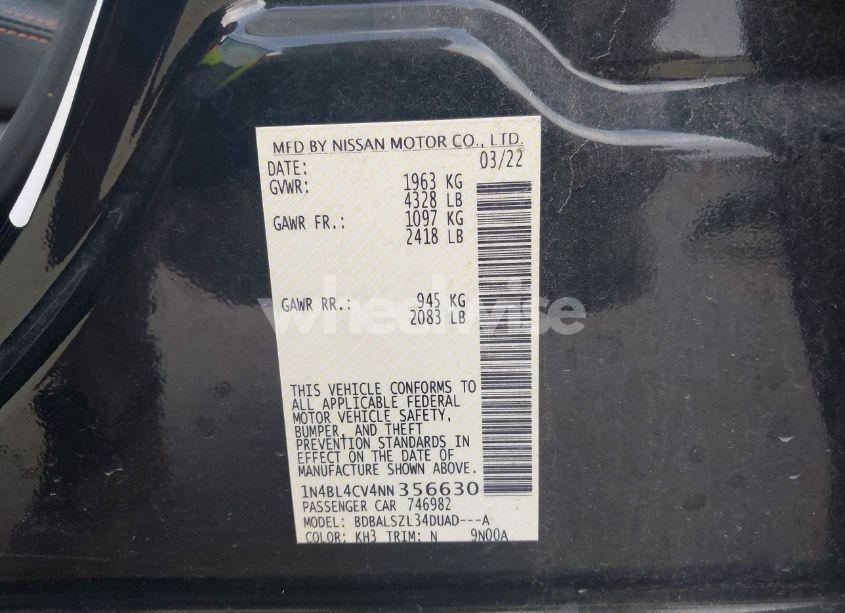 MFD BY NISSAN MOTOR CO., LTD.
DATE: 03/22
GVWR: 1963 KG
4328 LB
GAWR FR.: 1097 KG
2418 LB
GAWR RR.: 945 KG
2083 LB
wheelwise
THIS VEHICLE CONFORMS TO
ALL APPLICABLE FEDERAL
MOTOR VEHICLE SAFETY,
BUMPER, AND THEFT
PREVENTION STANDARDS IN
EFFECT ON THE DATE OF
MANUFACTURE SHOWN ABOVE.
1N4BL4CV4NN356630
PASSENGER CAR 746982
MODEL: BDBALSZL34DUAD---A
COLOR: KH3 TRIM: N 9N00A